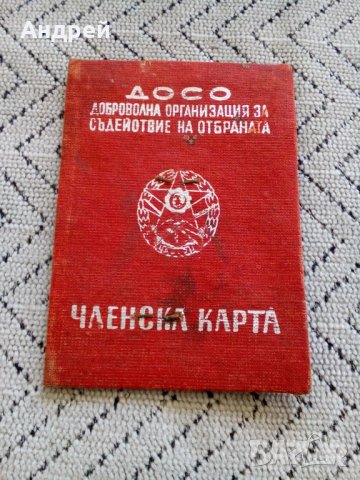 Андрей
ДОСО
ДОБРОВОЛНА ОРГАНИЗАЦИЯ ЗА
СЪДЕЙСТВИЕ НА ОТБРАНАТА
ЧЛЕНСКА КАРТА